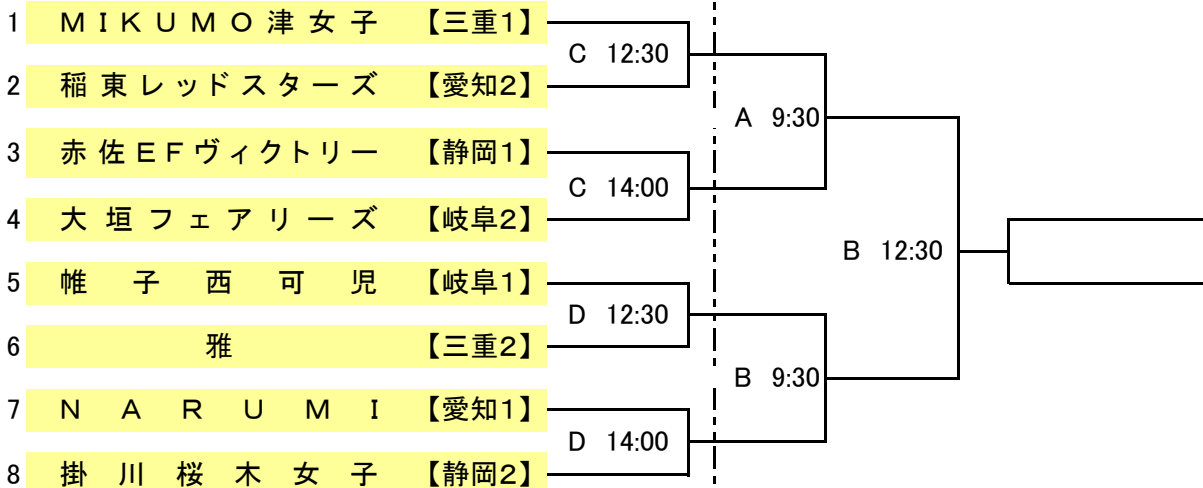 1 MIKUMO津女子 【三重1】
C 12:30
2 稲東レッドスターズ 【愛知2】
A 9:30
3 赤佐EFヴィクトリー 【静岡1】
C 14:00
4 大垣フェアリーズ 【岐阜2】
B 12:30
5 帷子西可児 【岐阜1】
D 12:30
6 雅 【三重2】
B 9:30
7 NARUMI 【愛知1】
D 14:00
8 掛川桜木女子 【静岡2】